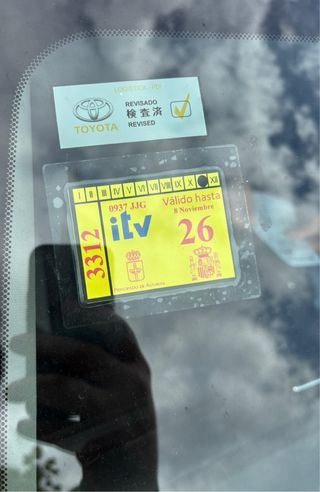 LOGISTICA - PDI
TOYOTA
REVISADO
検査済
REVISED
I II III IV V VI VII VIII IX X XII
0937 JJG
Válido hasta
8 Noviembre
itv
26
3312
PRINCIPADO DE ASTURIAS